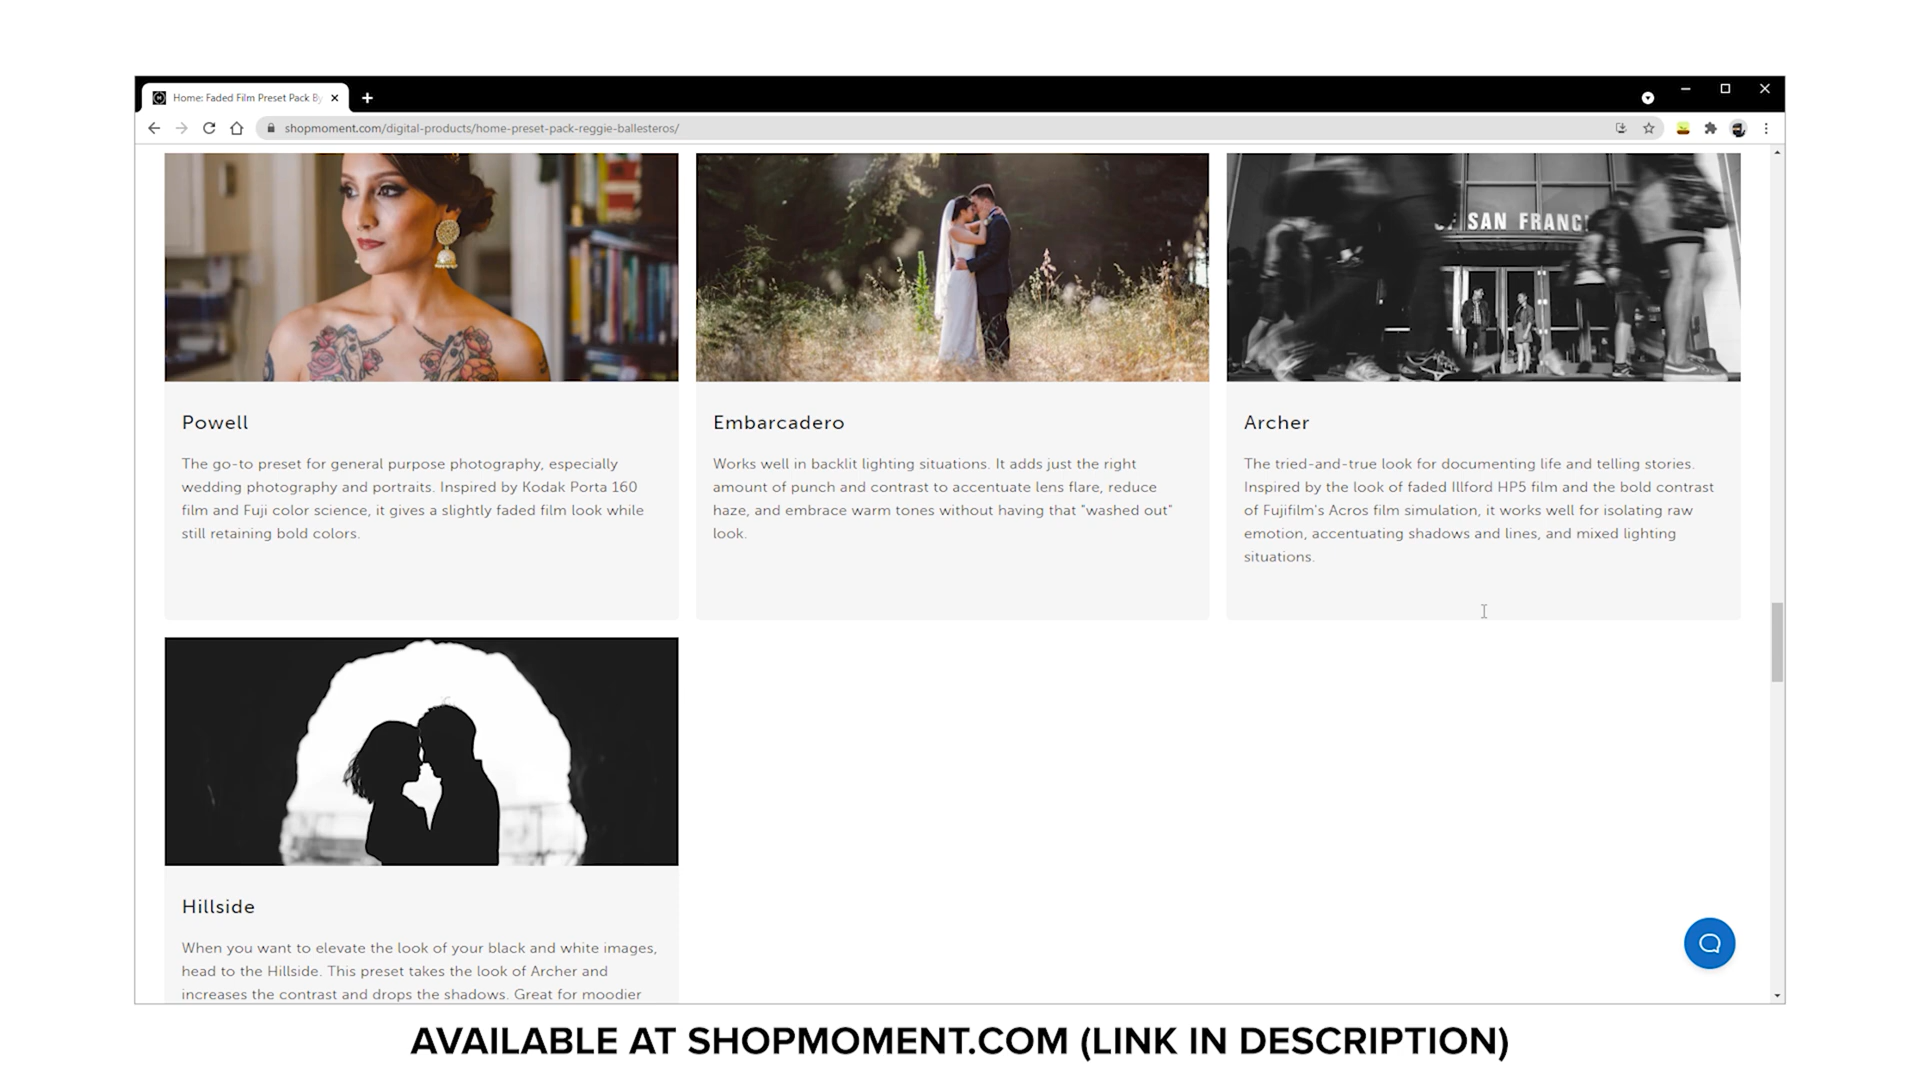 Home: Faded Film Preset Pack By
shopmoment.com/digital-products/home-preset-pack-reggie-ballesteros/
SAN FRANC
Powell
The go-to preset for general purpose photography, especially
wedding photography and portraits. Inspired by Kodak Porta 160
film and Fuji color science, it gives a slightly faded film look while
still retaining bold colors.
Embarcadero
Works well in backlit lighting situations. It adds just the right
amount of punch and contrast to accentuate lens flare, reduce
haze, and embrace warm tones without having that "washed out"
look.
Archer
The tried-and-true look for documenting life and telling stories.
Inspired by the look of faded Illford HP5 film and the bold contrast
of Fujifilm's Acros film simulation, it works well for isolating raw
emotion, accentuating shadows and lines, and mixed lighting
situations.
Hillside
When you want to elevate the look of your black and white images,
head to the Hillside. This preset takes the look of Archer and
increases the contrast and drops the shadows. Great for moodier
AVAILABLE AT SHOPMOMENT.COM (LINK IN DESCRIPTION)